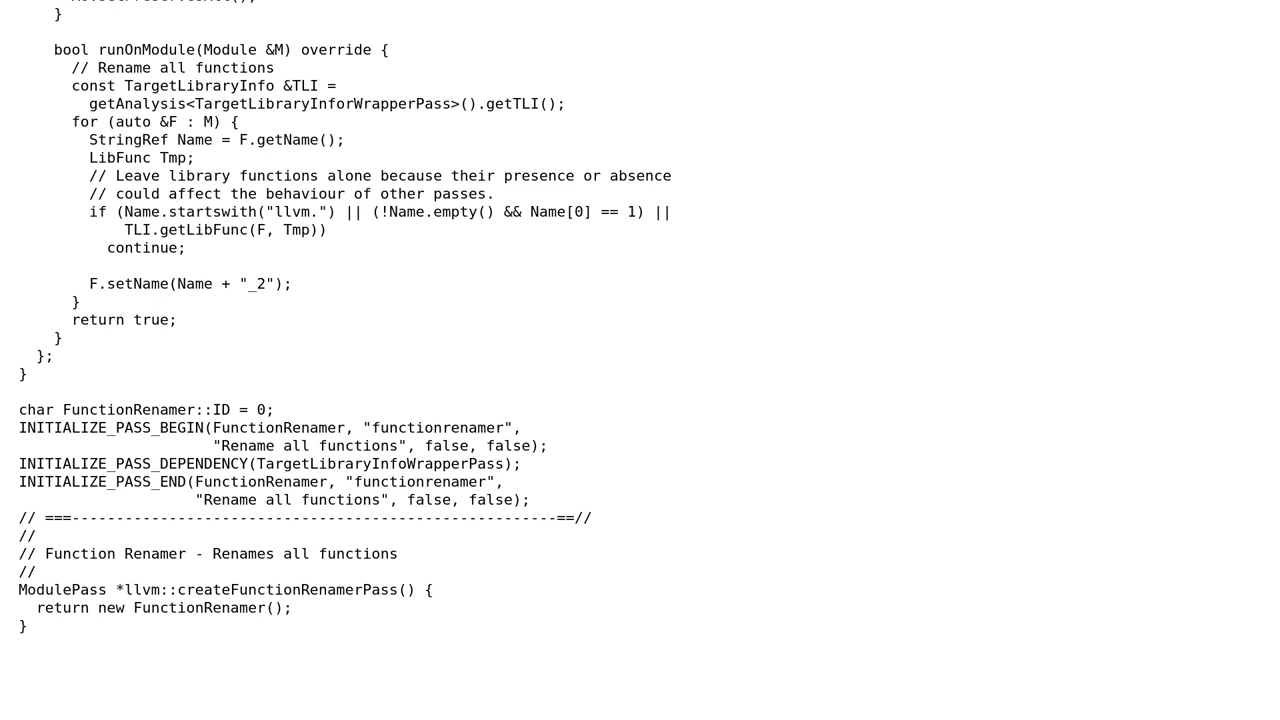 }

    bool runOnModule(Module &M) override {
      // Rename all functions
      const TargetLibraryInfo &TLI =
        getAnalysis<TargetLibraryInforWrapperPass>().getTLI();
      for (auto &F : M) {
        StringRef Name = F.getName();
        LibFunc Tmp;
        // Leave library functions alone because their presence or absence
        // could affect the behaviour of other passes.
        if (Name.startswith("llvm.") || (!Name.empty() && Name[0] == 1) ||
            TLI.getLibFunc(F, Tmp))
          continue;

        F.setName(Name + "_2");
      }
      return true;
    }
  };
}

char FunctionRenamer::ID = 0;
INITIALIZE_PASS_BEGIN(FunctionRenamer, "functionrenamer",
                      "Rename all functions", false, false);
INITIALIZE_PASS_DEPENDENCY(TargetLibraryInfoWrapperPass);
INITIALIZE_PASS_END(FunctionRenamer, "functionrenamer",
                    "Rename all functions", false, false);
// ===-------------------------------------------------------==//
//
// Function Renamer - Renames all functions
//
ModulePass *llvm::createFunctionRenamerPass() {
  return new FunctionRenamer();
}